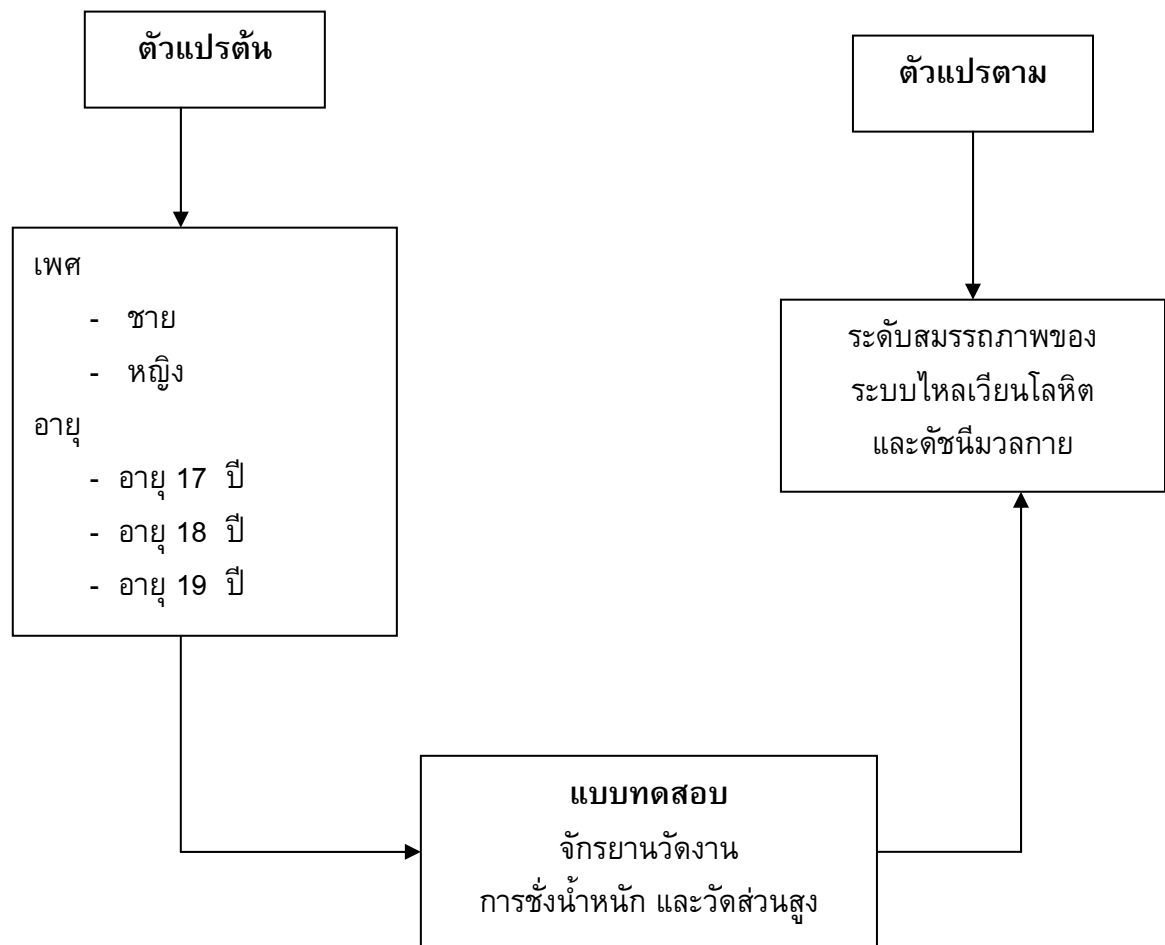 ตัวแปรต้น
ตัวแปรตาม
เพศ
- ชาย
- หญิง
อายุ
- อายุ 17 ปี
- อายุ 18 ปี
- อายุ 19 ปี
ระดับสมรรถภาพของ
ระบบไหลเวียนโลหิต
และดัชนีมวลกาย
แบบทดสอบ
จักรยานวัดงาน
การชั่งน้ำหนัก และวัดส่วนสูง